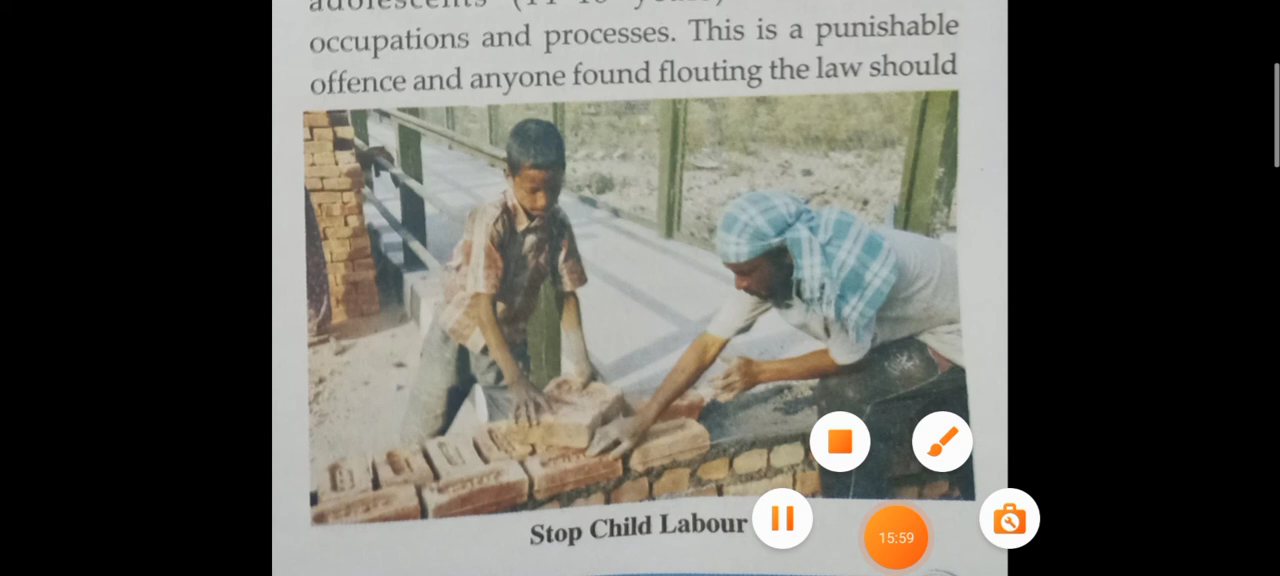 adolescents
occupations and processes. This is a punishable
offence and anyone found flouting the law should
Stop Child Labour
15:59